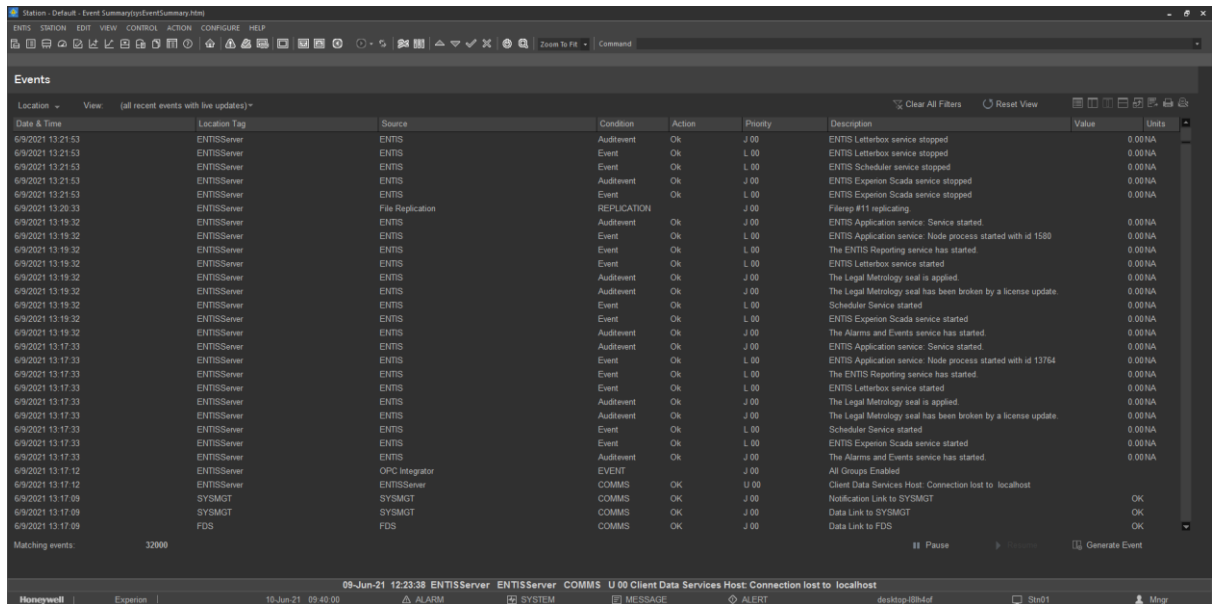 Station - Default - Event Summary(sysEventSummary.htm)
ENTIS STATION EDIT VIEW CONTROL ACTION CONFIGURE HELP
Zoom To Fit Command
Events
Location View: (all recent events with live updates) Clear All Filters Reset View
Date & Time Location Tag Source Condition Action Priority Description Value Units
6/9/2021 13:21:53 ENTISServer ENTIS Auditevent Ok J 00 ENTIS Letterbox service stopped 0.00 NA
6/9/2021 13:21:53 ENTISServer ENTIS Event Ok L 00 ENTIS Letterbox service stopped 0.00 NA
6/9/2021 13:21:53 ENTISServer ENTIS Event Ok L 00 ENTIS Scheduler service stopped 0.00 NA
6/9/2021 13:21:53 ENTISServer ENTIS Auditevent Ok J 00 ENTIS Experion Scada service stopped 0.00 NA
6/9/2021 13:21:53 ENTISServer ENTIS Event Ok L 00 ENTIS Experion Scada service stopped 0.00 NA
6/9/2021 13:20:33 ENTISServer File Replication REPLICATION J 00 Filerep #11 replicating.
6/9/2021 13:19:32 ENTISServer ENTIS Auditevent Ok J 00 ENTIS Application service: Service started. 0.00 NA
6/9/2021 13:19:32 ENTISServer ENTIS Event Ok L 00 ENTIS Application service: Node process started with id 1580 0.00 NA
6/9/2021 13:19:32 ENTISServer ENTIS Event Ok L 00 The ENTIS Reporting service has started. 0.00 NA
6/9/2021 13:19:32 ENTISServer ENTIS Event Ok L 00 ENTIS Letterbox service started 0.00 NA
6/9/2021 13:19:32 ENTISServer ENTIS Auditevent Ok J 00 The Legal Metrology seal is applied. 0.00 NA
6/9/2021 13:19:32 ENTISServer ENTIS Auditevent Ok J 00 The Legal Metrology seal has been broken by a license update. 0.00 NA
6/9/2021 13:19:32 ENTISServer ENTIS Event Ok L 00 Scheduler Service started 0.00 NA
6/9/2021 13:19:32 ENTISServer ENTIS Event Ok L 00 ENTIS Experion Scada service started 0.00 NA
6/9/2021 13:19:32 ENTISServer ENTIS Auditevent Ok J 00 The Alarms and Events service has started. 0.00 NA
6/9/2021 13:17:33 ENTISServer ENTIS Auditevent Ok J 00 ENTIS Application service: Service started. 0.00 NA
6/9/2021 13:17:33 ENTISServer ENTIS Event Ok L 00 ENTIS Application service: Node process started with id 13764 0.00 NA
6/9/2021 13:17:33 ENTISServer ENTIS Event Ok L 00 The ENTIS Reporting service has started. 0.00 NA
6/9/2021 13:17:33 ENTISServer ENTIS Event Ok L 00 ENTIS Letterbox service started 0.00 NA
6/9/2021 13:17:33 ENTISServer ENTIS Auditevent Ok J 00 The Legal Metrology seal is applied. 0.00 NA
6/9/2021 13:17:33 ENTISServer ENTIS Auditevent Ok J 00 The Legal Metrology seal has been broken by a license update. 0.00 NA
6/9/2021 13:17:33 ENTISServer ENTIS Event Ok L 00 Scheduler Service started 0.00 NA
6/9/2021 13:17:33 ENTISServer ENTIS Event Ok L 00 ENTIS Experion Scada service started 0.00 NA
6/9/2021 13:17:33 ENTISServer ENTIS Auditevent Ok J 00 The Alarms and Events service has started. 0.00 NA
6/9/2021 13:17:12 ENTISServer OPC Integrator EVENT J 00 All Groups Enabled
6/9/2021 13:17:12 ENTISServer ENTISServer COMMS OK U 00 Client Data Services Host: Connection lost to localhost
6/9/2021 13:17:09 SYSMGT SYSMGT COMMS OK J 00 Notification Link to SYSMGT OK
6/9/2021 13:17:09 SYSMGT SYSMGT COMMS OK J 00 Data Link to SYSMGT OK
6/9/2021 13:17:09 FDS FDS COMMS OK J 00 Data Link to FDS OK
Matching events: 32000 Pause Resume Generate Event
09-Jun-21 12:23:38 ENTISServer ENTISServer COMMS U 00 Client Data Services Host: Connection lost to localhost
Honeywell Experion 10-Jun-21 09:40:00 ALARM SYSTEM MESSAGE ALERT desktop-l8lh4of Stn01 Mngr